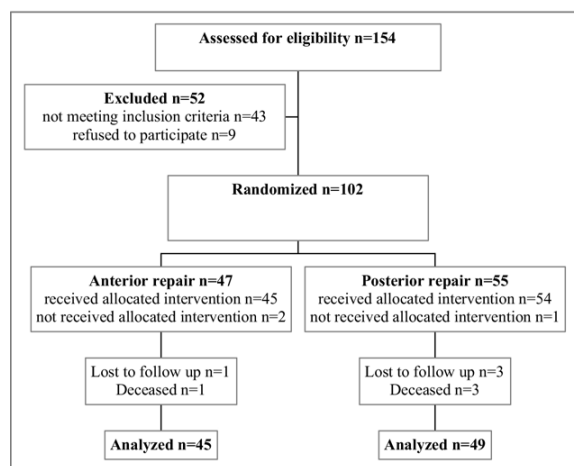 Assessed for eligibility n=154
Excluded n=52
not meeting inclusion criteria n=43
refused to participate n=9
Randomized n=102
Anterior repair n=47
received allocated intervention n=45
not received allocated intervention n=2
Posterior repair n=55
received allocated intervention n=54
not received allocated intervention n=1
Lost to follow up n=1
Deceased n=1
Lost to follow up n=3
Deceased n=3
Analyzed n=45
Analyzed n=49